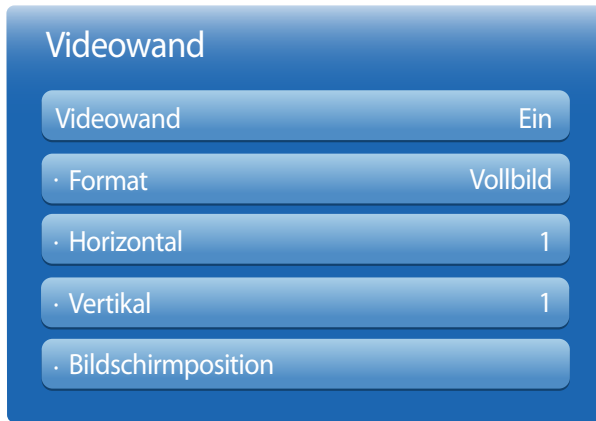 Videowand
Videowand Ein
· Format Vollbild
· Horizontal 1
· Vertikal 1
· Bildschirmposition